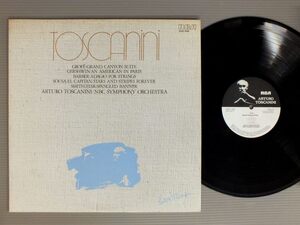 TOSCANINI
RCA
GROFÉ: GRAND CANYON SUITE
GERSHWIN: AN AMERICAN IN PARIS
BARBER: ADAGIO FOR STRINGS
SOUSA: EL CAPITAN·STARS AND STRIPES FOREVER
SMITH: STAR-SPANGLED BANNER
ARTURO TOSCANINI/NBC SYMPHONY ORCHESTRA
RCA
ARTURO
TOSCANINI